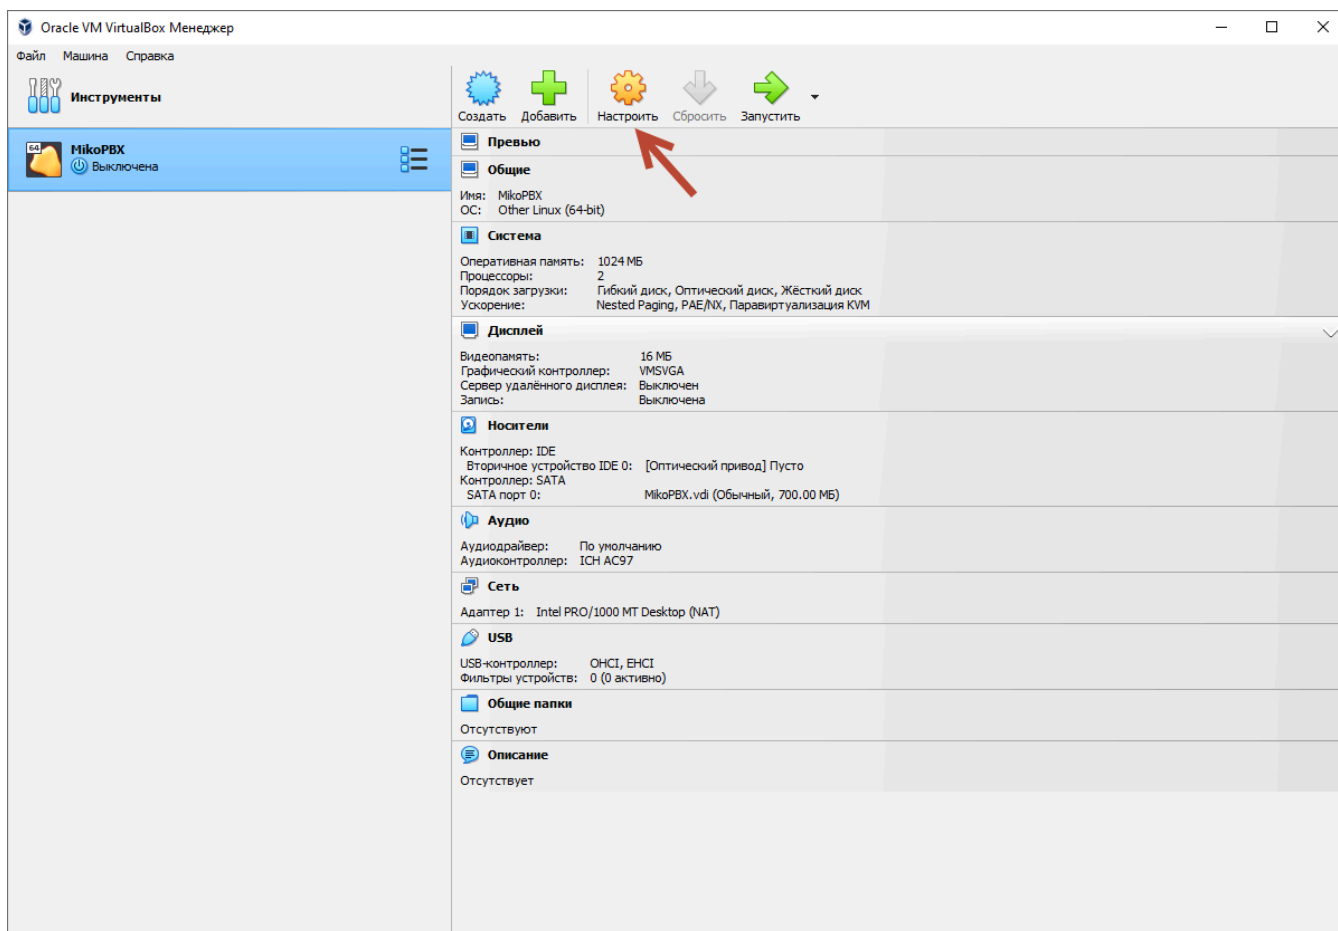 Oracle VM VirtualBox Менеджер
Файл Машина Справка
Инструменты
Создать Добавить Настроить Сбросить Запустить
64
MikoPBX
Выключена
Превью
Общие
Имя: MikoPBX
ОС: Other Linux (64-bit)
Система
Оперативная память: 1024 МБ
Процессоры: 2
Порядок загрузки: Гибкий диск, Оптический диск, Жёсткий диск
Ускорение: Nested Paging, PAE/NX, Паравиртуализация KVM
Дисплей
Видеопамять: 16 МБ
Графический контроллер: VMSVGA
Сервер удалённого дисплея: Выключен
Запись: Выключена
Носители
Контроллер: IDE
Вторичное устройство IDE 0: [Оптический привод] Пусто
Контроллер: SATA
SATA порт 0: MikoPBX.vdi (Обычный, 700.00 МБ)
Аудио
Аудиодрайвер: По умолчанию
Аудиоконтроллер: ICH AC97
Сеть
Адаптер 1: Intel PRO/1000 MT Desktop (NAT)
USB
USB-контроллер: OHCI, EHCI
Фильтры устройств: 0 (0 активно)
Общие папки
Отсутствуют
Описание
Отсутствует